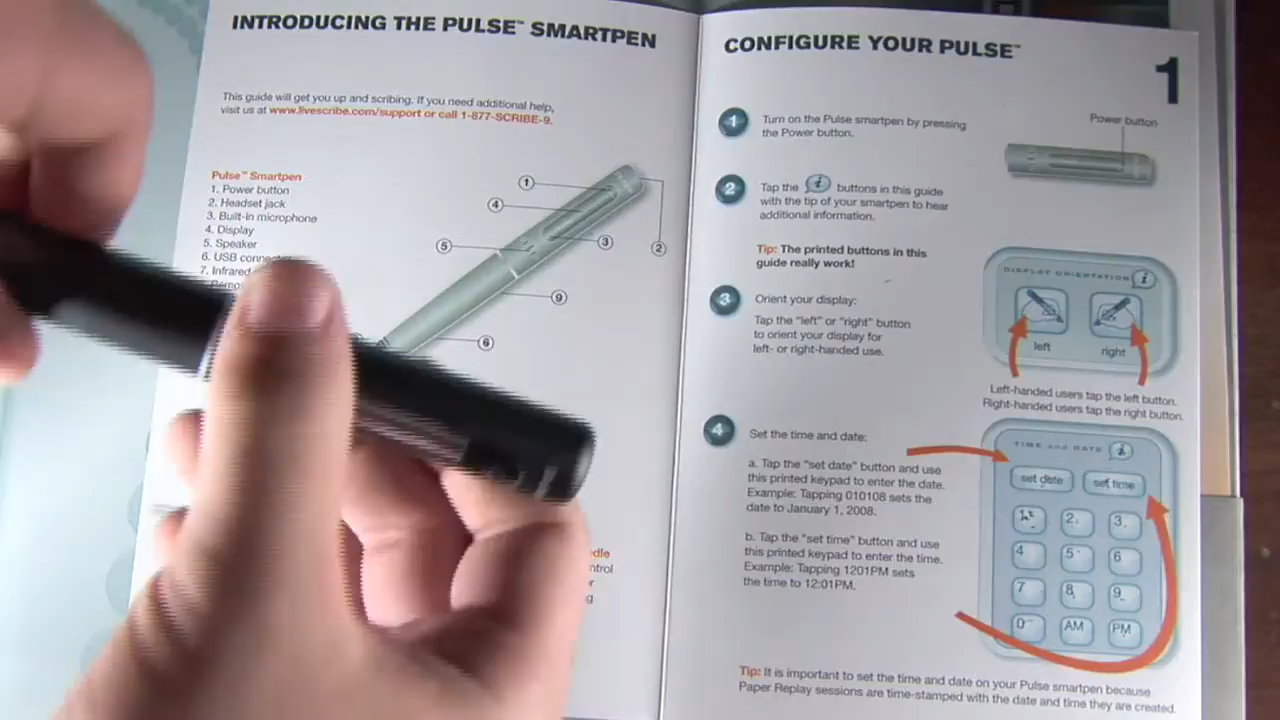 INTRODUCING THE PULSE™ SMARTPEN
This guide will get you up and scribing. If you need additional help,
visit us at www.livescribe.com/support or call 1-877-SCRIBE-9.
Pulse™ Smartpen
1. Power button
2. Headset jack
3. Built-in microphone
4. Display
5. Speaker
6. USB
7. Infrared
1
4
5
3
2
9
6
CONFIGURE YOUR PULSE™
1
1 Turn on the Pulse smartpen by pressing
the Power button.
Power button
2 Tap the i buttons in this guide
with the tip of your smartpen to hear
additional information.
Tip: The printed buttons in this
guide really work!
3 Orient your display:
Tap the "left" or "right" button
to orient your display for
left- or right-handed use.
DISPLAY ORIENTATION i
left right
Left-handed users tap the left button.
Right-handed users tap the right button.
4 Set the time and date:
a. Tap the "set date" button and use
this printed keypad to enter the date.
Example: Tapping 010108 sets the
date to January 1, 2008.
b. Tap the "set time" button and use
this printed keypad to enter the time.
Example: Tapping 1201PM sets
the time to 12:01PM.
TIME and DATE i
set date set time
1 2 3
4 5 6
7 8 9
0 AM PM
Tip: It is important to set the time and date on your Pulse smartpen because
Paper Replay sessions are time-stamped with the date and time they are created.